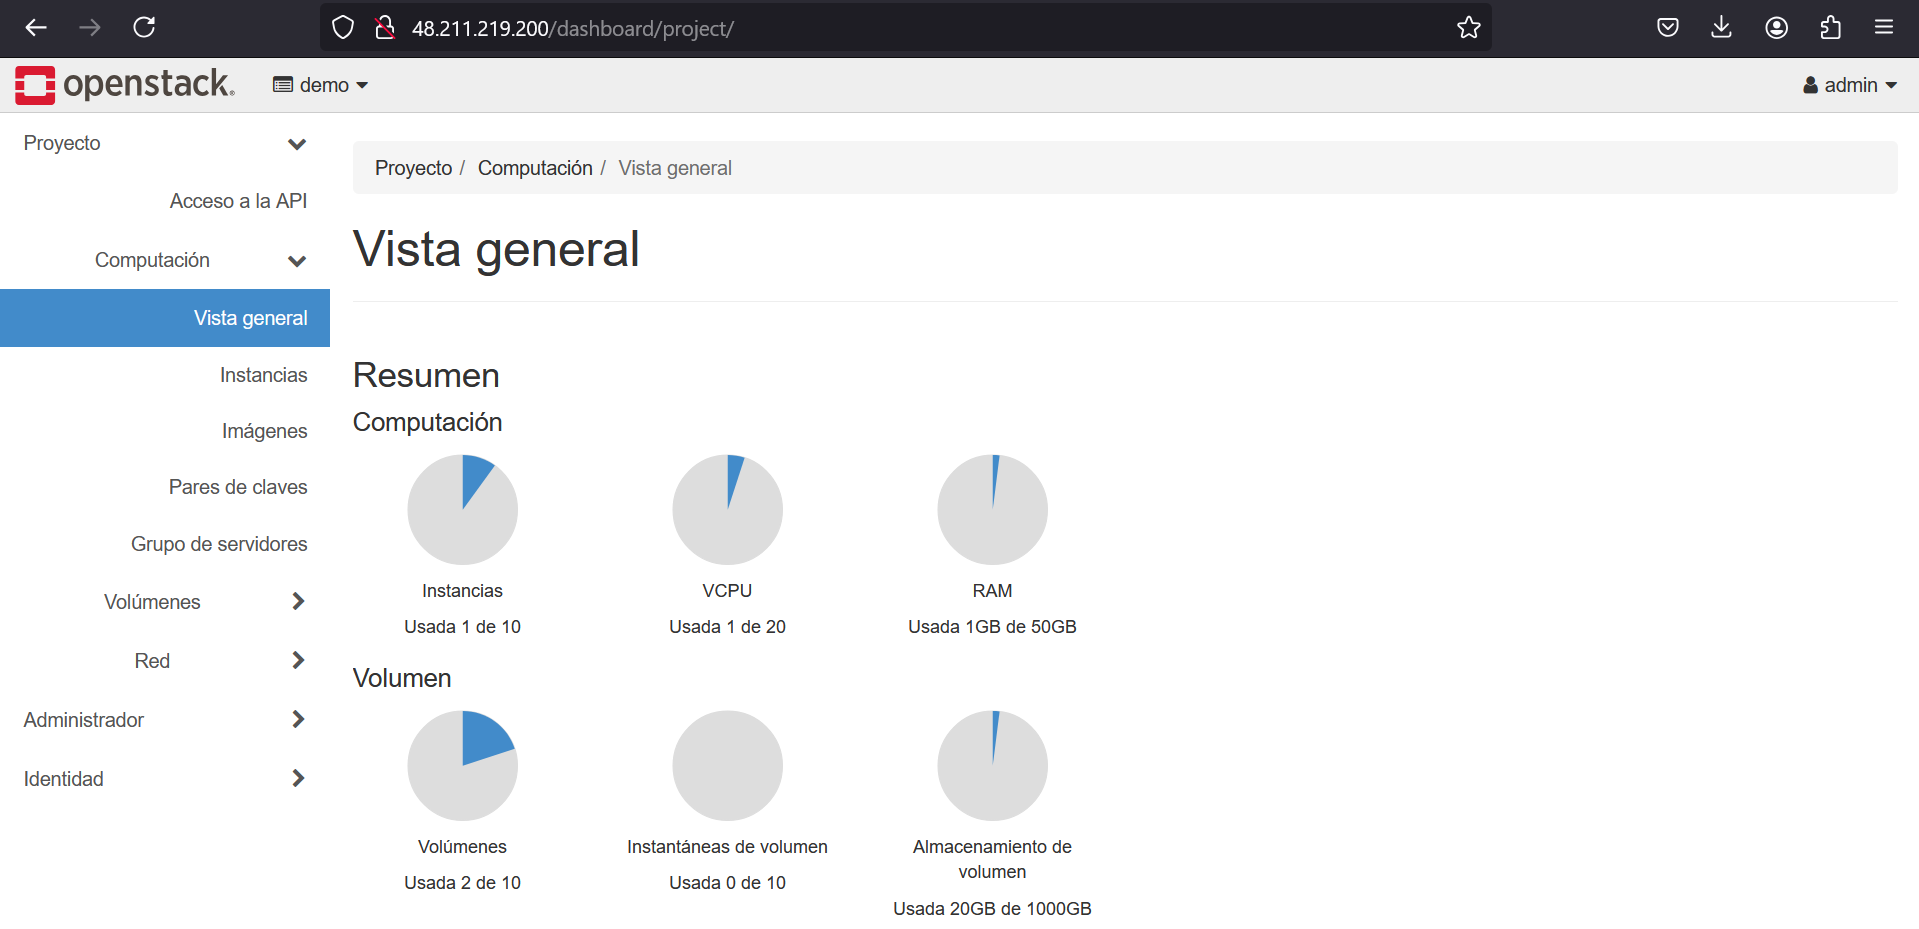 48.211.219.200/dashboard/project/
openstack.
demo
admin
Proyecto
Acceso a la API
Computación
Vista general
Instancias
Imágenes
Pares de claves
Grupo de servidores
Volúmenes
Red
Administrador
Identidad
Proyecto / Computación / Vista general
Vista general
Resumen
Computación
Instancias
Usada 1 de 10
VCPU
Usada 1 de 20
RAM
Usada 1GB de 50GB
Volumen
Volúmenes
Usada 2 de 10
Instantáneas de volumen
Usada 0 de 10
Almacenamiento de
volumen
Usada 20GB de 1000GB